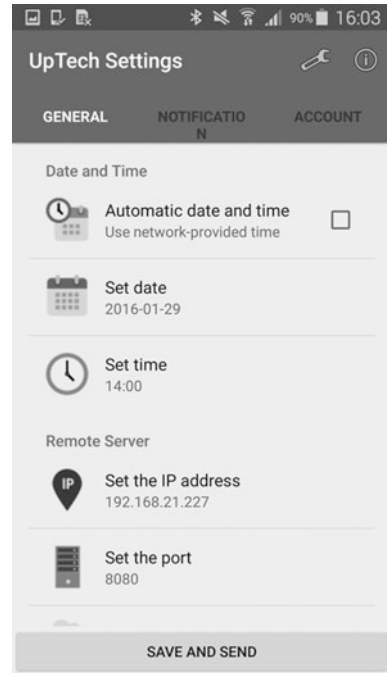 90% 16:03
UpTech Settings
GENERAL NOTIFICATIO ACCOUNT
N
Date and Time
Automatic date and time
Use network-provided time
Set date
2016-01-29
Set time
14:00
Remote Server
IP
Set the IP address
192.168.21.227
Set the port
8080
SAVE AND SEND